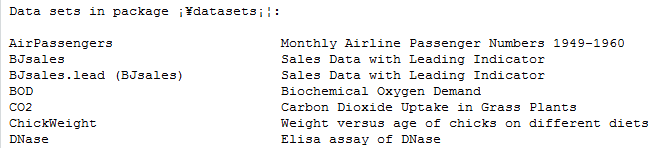 Data sets in package ¡¥datasets¡¦:
AirPassengers Monthly Airline Passenger Numbers 1949-1960
BJsales Sales Data with Leading Indicator
BJsales.lead (BJsales) Sales Data with Leading Indicator
BOD Biochemical Oxygen Demand
CO2 Carbon Dioxide Uptake in Grass Plants
ChickWeight Weight versus age of chicks on different diets
DNase Elisa assay of DNase